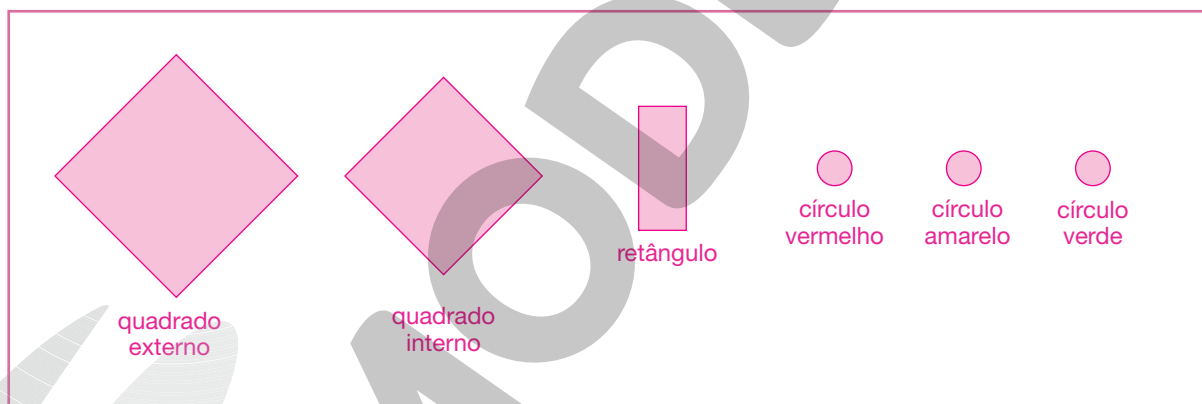 quadrado
externo
quadrado
interno
retângulo
círculo
vermelho
círculo
amarelo
círculo
verde